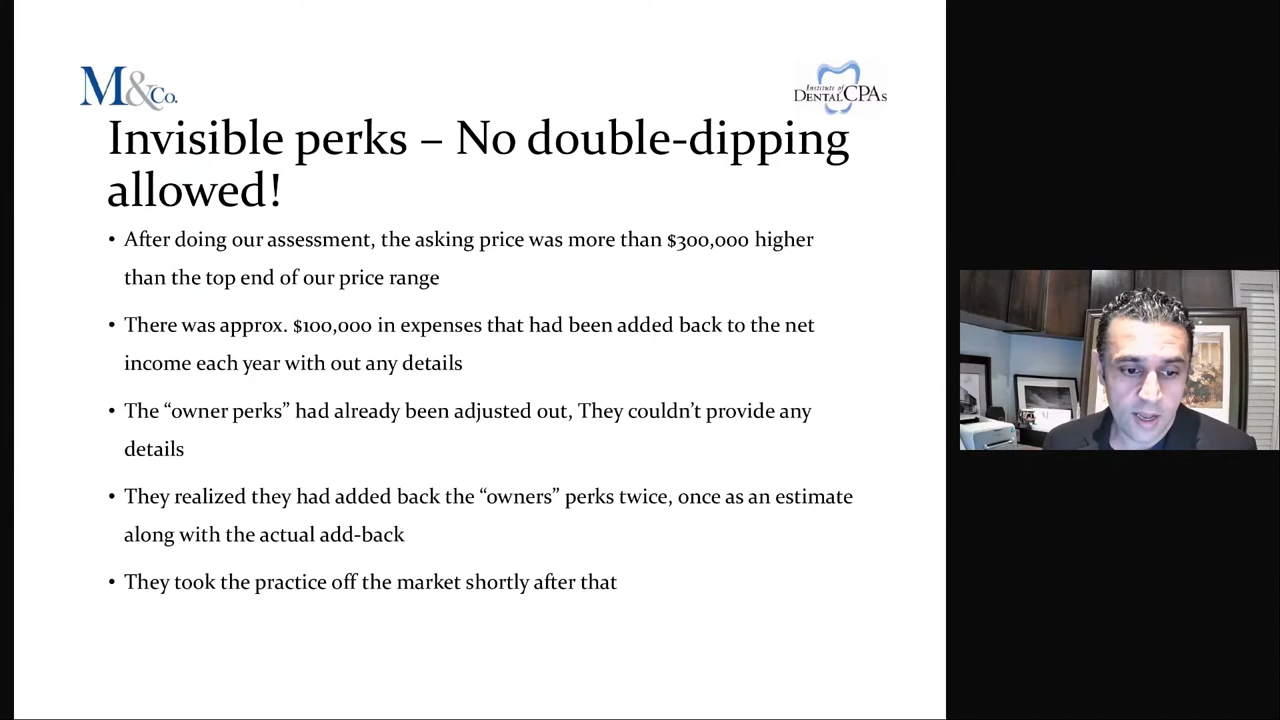 M&Co.
Institute of
DENTAL CPAs
Invisible perks – No double-dipping
allowed!
• After doing our assessment, the asking price was more than $300,000 higher
than the top end of our price range
• There was approx. $100,000 in expenses that had been added back to the net
income each year with out any details
• The “owner perks” had already been adjusted out, They couldn’t provide any
details
• They realized they had added back the “owners” perks twice, once as an estimate
along with the actual add-back
• They took the practice off the market shortly after that